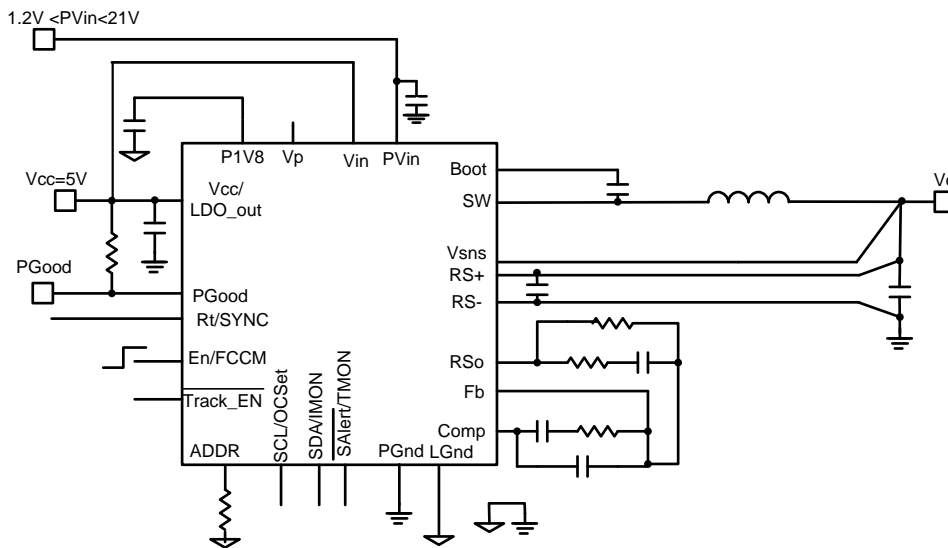 1.2V <PVin<21V
P1V8
Vp
Vin
PVin
Boot
Vcc=5V
Vcc/
LDO_out
SW
Vsns
PGood
RS+
PGood
RS-
Rt/SYNC
En/FCCM
RSo
Track_EN
Fb
SCL/OCSet
SDA/IMON
SAlert/TMON
Comp
ADDR
PGnd
LGnd